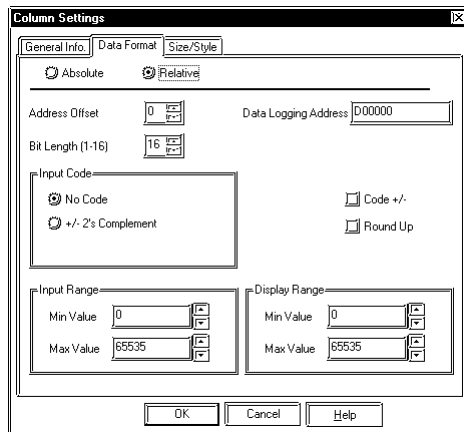 Column Settings
General Info. Data Format Size/Style
Absolute Relative
Address Offset 0 Data Logging Address D00000
Bit Length (1-16) 16
Input Code
No Code Code +/-
+/- 2's Complement Round Up
Input Range Display Range
Min Value 0 Min Value 0
Max Value 65535 Max Value 65535
OK Cancel Help